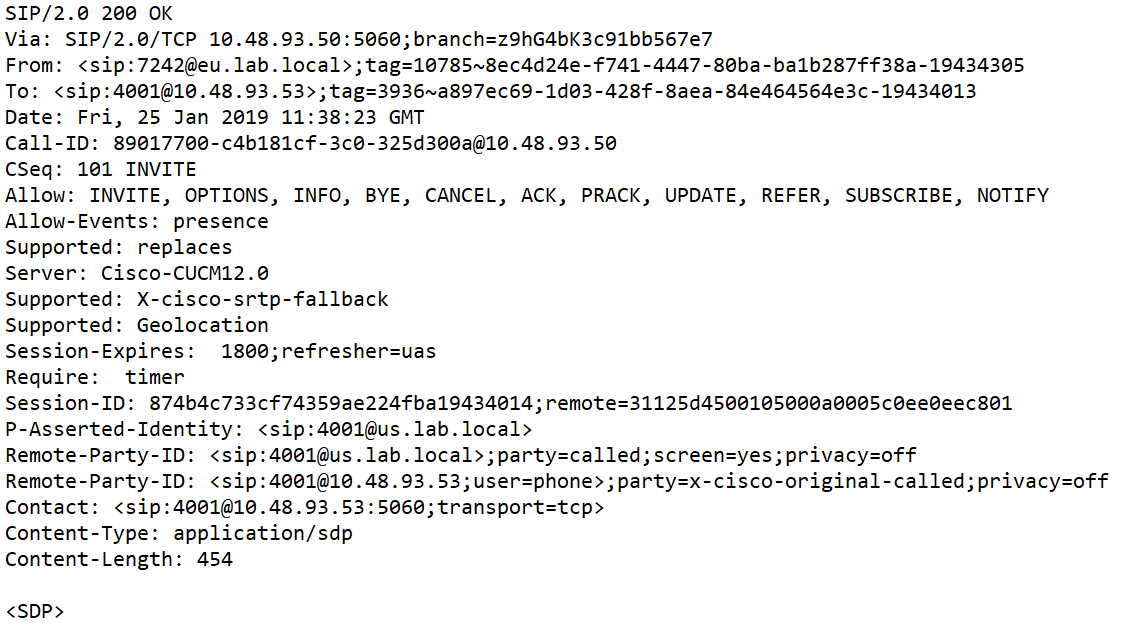 SIP/2.0 200 OK
Via: SIP/2.0/TCP 10.48.93.50:5060;branch=z9hG4bK3c91bb567e7
From: <sip:7242@eu.lab.local>;tag=10785~8ec4d24e-f741-4447-80ba-ba1b287ff38a-19434305
To: <sip:4001@10.48.93.53>;tag=3936~a897ec69-1d03-428f-8aea-84e464564e3c-19434013
Date: Fri, 25 Jan 2019 11:38:23 GMT
Call-ID: 89017700-c4b181cf-3c0-325d300a@10.48.93.50
CSeq: 101 INVITE
Allow: INVITE, OPTIONS, INFO, BYE, CANCEL, ACK, PRACK, UPDATE, REFER, SUBSCRIBE, NOTIFY
Allow-Events: presence
Supported: replaces
Server: Cisco-CUCM12.0
Supported: X-cisco-srtp-fallback
Supported: Geolocation
Session-Expires:  1800;refresher=uas
Require:  timer
Session-ID: 874b4c733cf74359ae224fba19434014;remote=31125d4500105000a0005c0ee0eec801
P-Asserted-Identity: <sip:4001@us.lab.local>
Remote-Party-ID: <sip:4001@us.lab.local>;party=called;screen=yes;privacy=off
Remote-Party-ID: <sip:4001@10.48.93.53;user=phone>;party=x-cisco-original-called;privacy=off
Contact: <sip:4001@10.48.93.53:5060;transport=tcp>
Content-Type: application/sdp
Content-Length: 454

<SDP>